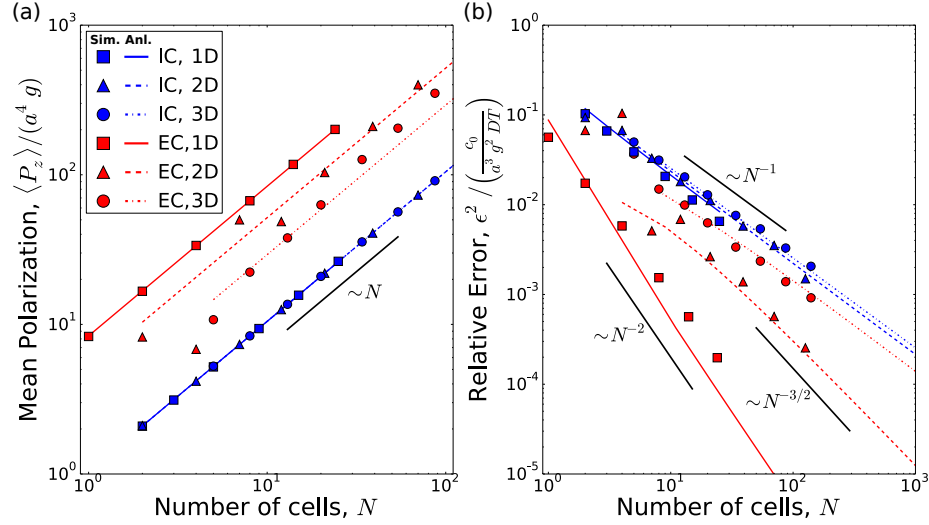 (a)
10^3
10^2
10^1
10^0
Mean Polarization, ⟨P_z⟩/(a^4 g)
Sim. Anl.
IC, 1D
IC, 2D
IC, 3D
EC,1D
EC,2D
EC,3D
~N
10^0
10^1
10^2
Number of cells, N
(b)
10^0
10^-1
10^-2
10^-3
10^-4
10^-5
Relative Error, ϵ^2/(c_0/(a^3 g^2 DT))
~N^-1
~N^-2
~N^-3/2
10^0
10^1
10^2
10^3
Number of cells, N